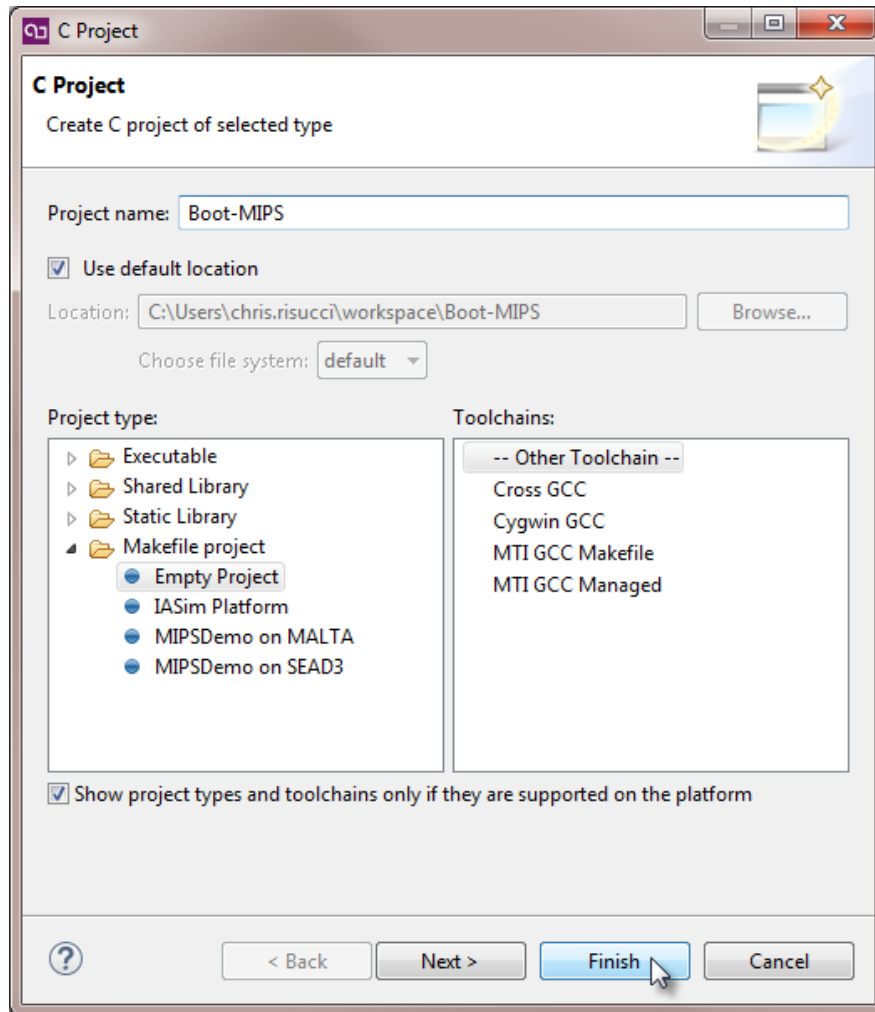 C Project
C Project
Create C project of selected type
Project name: Boot-MIPS
Use default location
Location: C:\Users\chris.risucci\workspace\Boot-MIPS Browse...
Choose file system: default
Project type:
Executable
Shared Library
Static Library
Makefile project
Empty Project
IASim Platform
MIPSDemo on MALTA
MIPSDemo on SEAD3
Toolchains:
-- Other Toolchain --
Cross GCC
Cygwin GCC
MTI GCC Makefile
MTI GCC Managed
Show project types and toolchains only if they are supported on the platform
? < Back Next > Finish Cancel